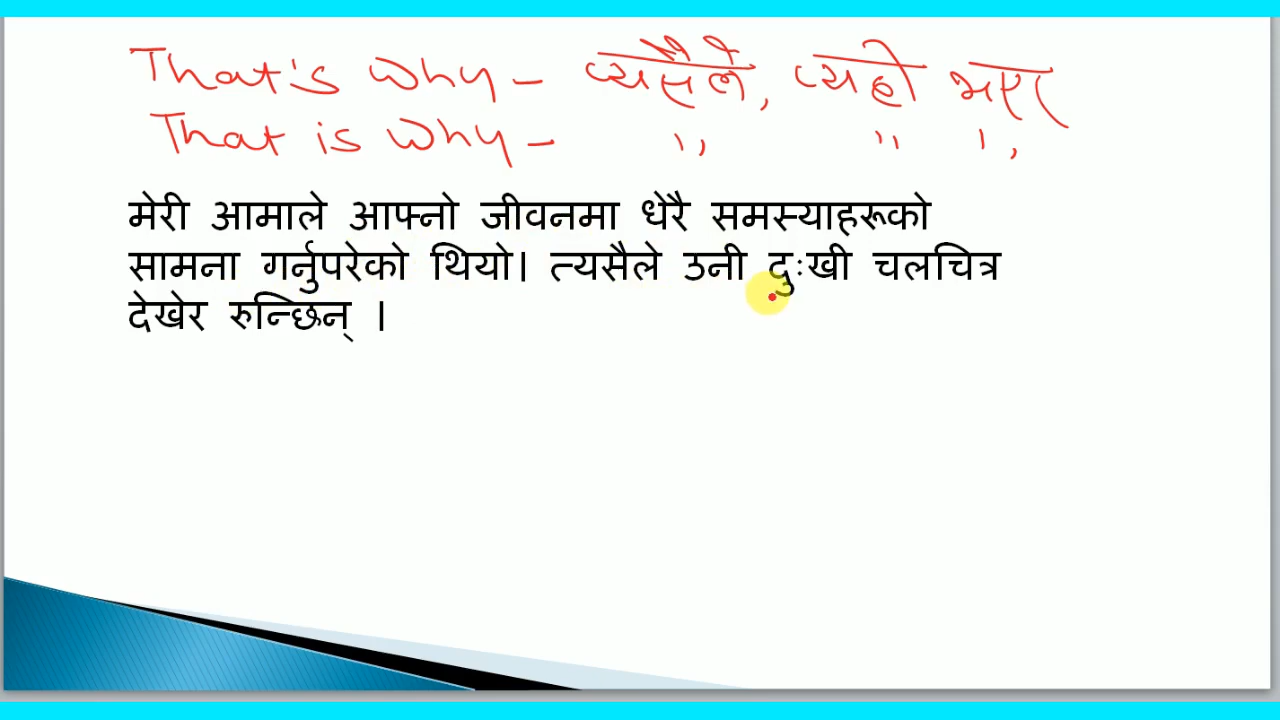 That's why – त्यसैले, त्यही भएर
That is why – ,, ,, ,,
मेरी आमाले आफ्नो जीवनमा धेरै समस्याहरूको
सामना गर्नुपरेको थियो। त्यसैले उनी दुःखी चलचित्र
देखेर रुन्छिन् ।